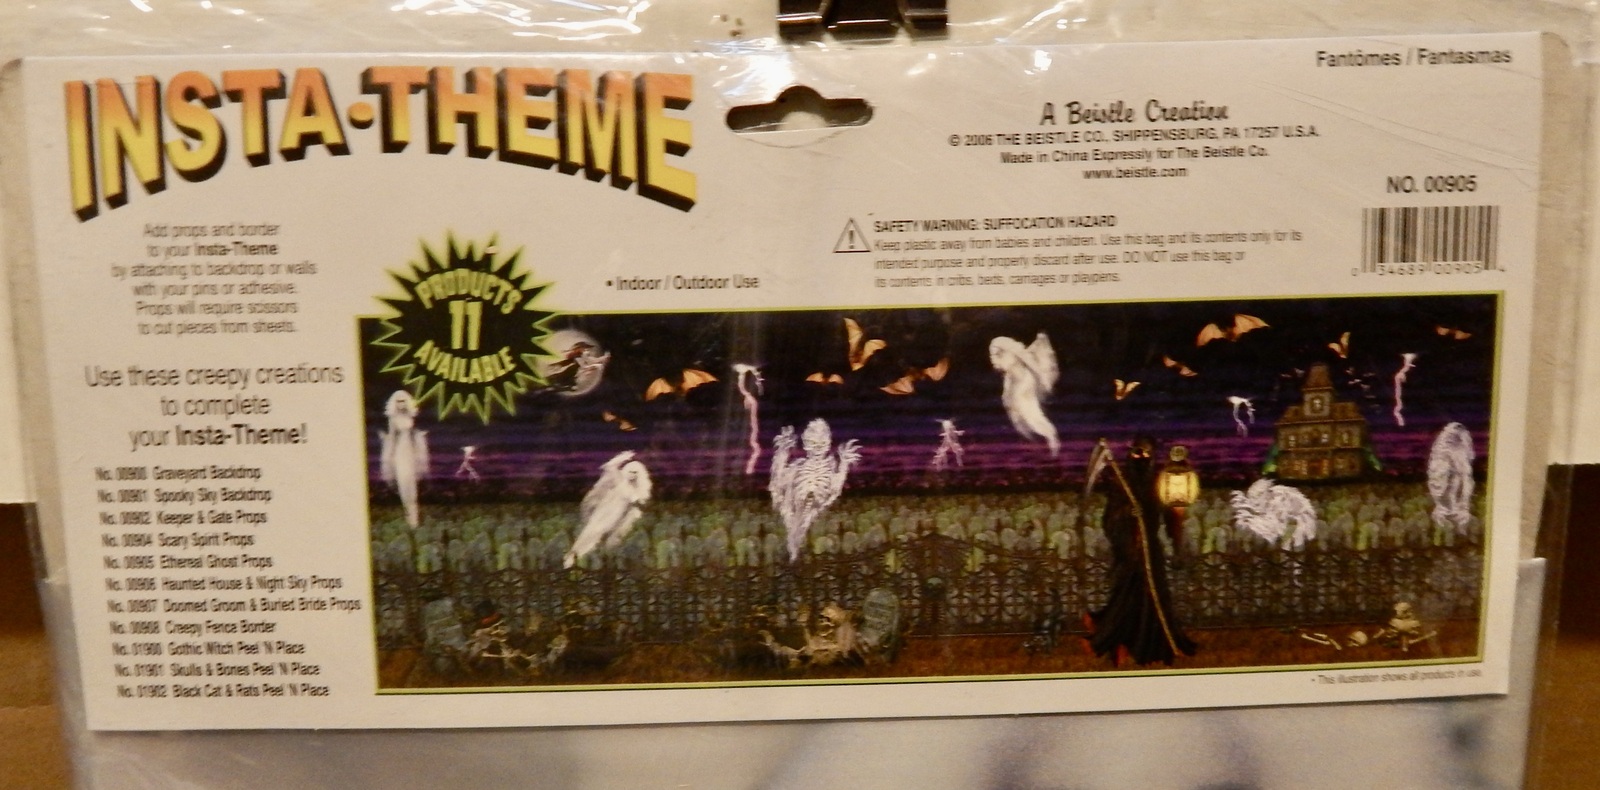 Fantômes / Fantasmas
INSTA•THEME
A Beistle Creation
© 2006 THE BEISTLE CO., SHIPPENSBURG, PA 17257 U.S.A.
Made in China Expressly for The Beistle Co.
www.beistle.com
NO. 00905
0 34689 00905 4
SAFETY WARNING: SUFFOCATION HAZARD
Keep plastic away from babies and children. Use this bag and its contents only for its
intended purpose and properly discard after use. DO NOT use this bag or
its contents in cribs, beds, carriages or playpens.
Add props and border
to your Insta-Theme
by attaching to backdrop or walls
with your pins or adhesive.
Props will require scissors
to cut pieces from sheets.
• Indoor / Outdoor Use
PRODUCTS
11
AVAILABLE
Use these creepy creations
to complete
your Insta-Theme!
No. 00900 Graveyard Backdrop
No. 00901 Spooky Sky Backdrop
No. 00902 Keeper & Gate Props
No. 00904 Scary Spirit Props
No. 00905 Ethereal Ghost Props
No. 00906 Haunted House & Night Sky Props
No. 00907 Doomed Groom & Buried Bride Props
No. 00908 Creepy Fence Border
No. 01900 Gothic Witch Peel 'N Place
No. 01901 Skulls & Bones Peel 'N Place
No. 01902 Black Cat & Rats Peel 'N Place
• This illustration shows all products in use.